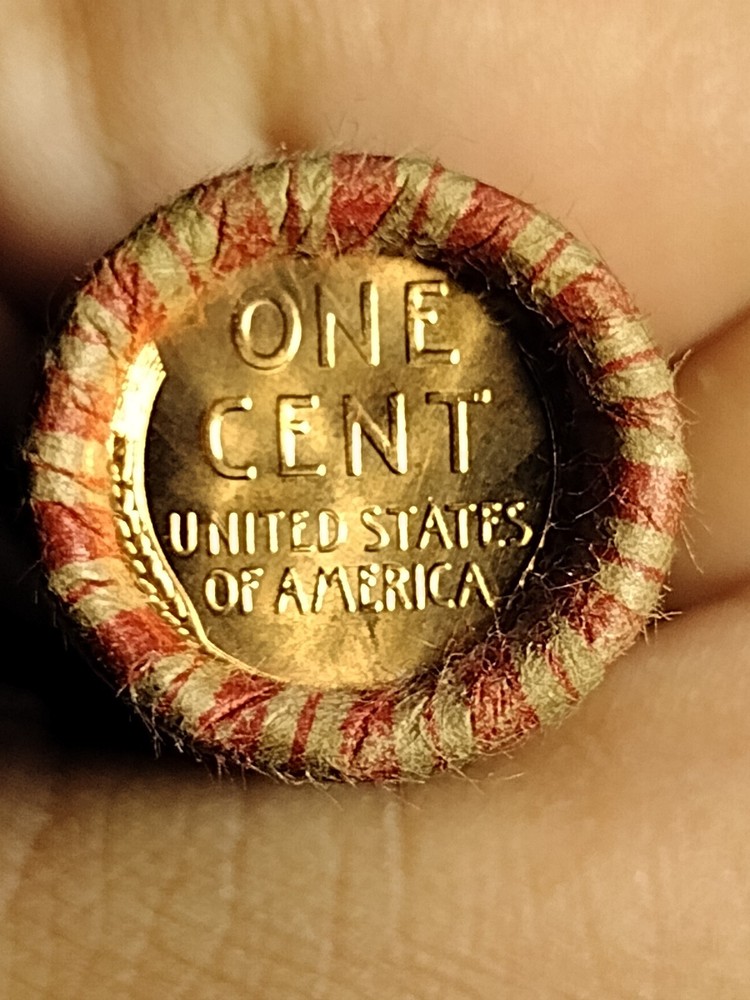 ONE
CENT
UNITED STATES
OF AMERICA